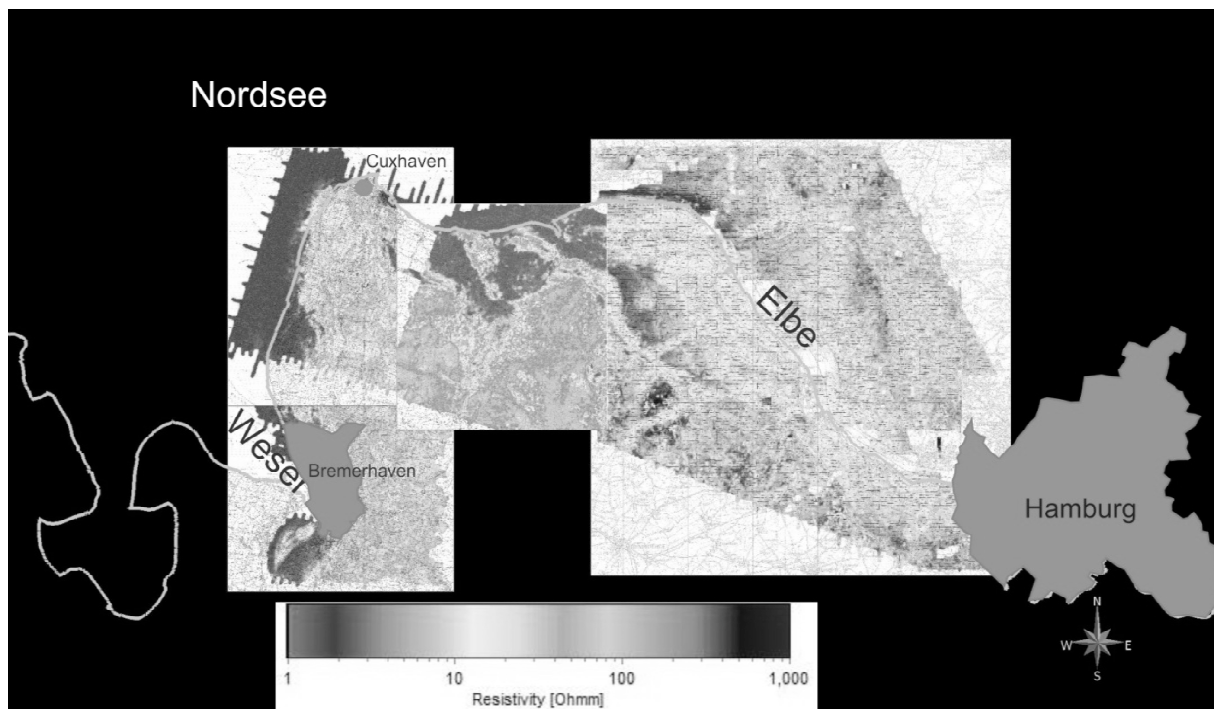 Nordsee
Cuxhaven
Elbe
Weser
Bremerhaven
Hamburg
N
W E
S
1 10 100 1,000
Resistivity [Ohmm]